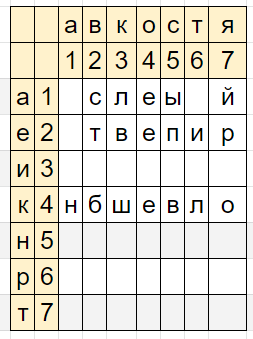 а в к о с т я
1 2 3 4 5 6 7
а 1 с л е ы й
е 2 т в е п и р
и 3
к 4 н б ш е в л о
н 5
р 6
т 7